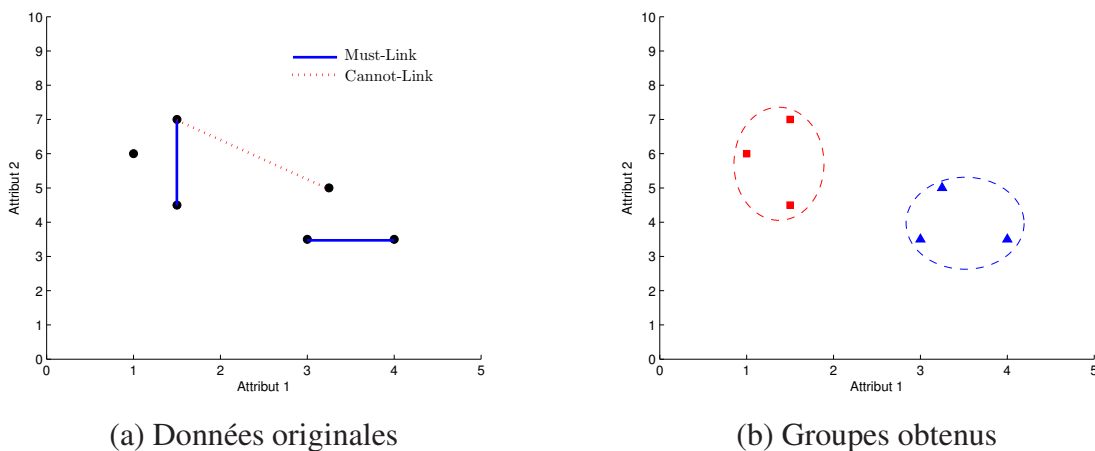 10
9
8
7
6
5
4
3
2
1
0
Attribut 2
0 1 2 3 4 5
Attribut 1
Must-Link
Cannot-Link
(a) Données originales
10
9
8
7
6
5
4
3
2
1
0
Attribut 2
0 1 2 3 4 5
Attribut 1
(b) Groupes obtenus